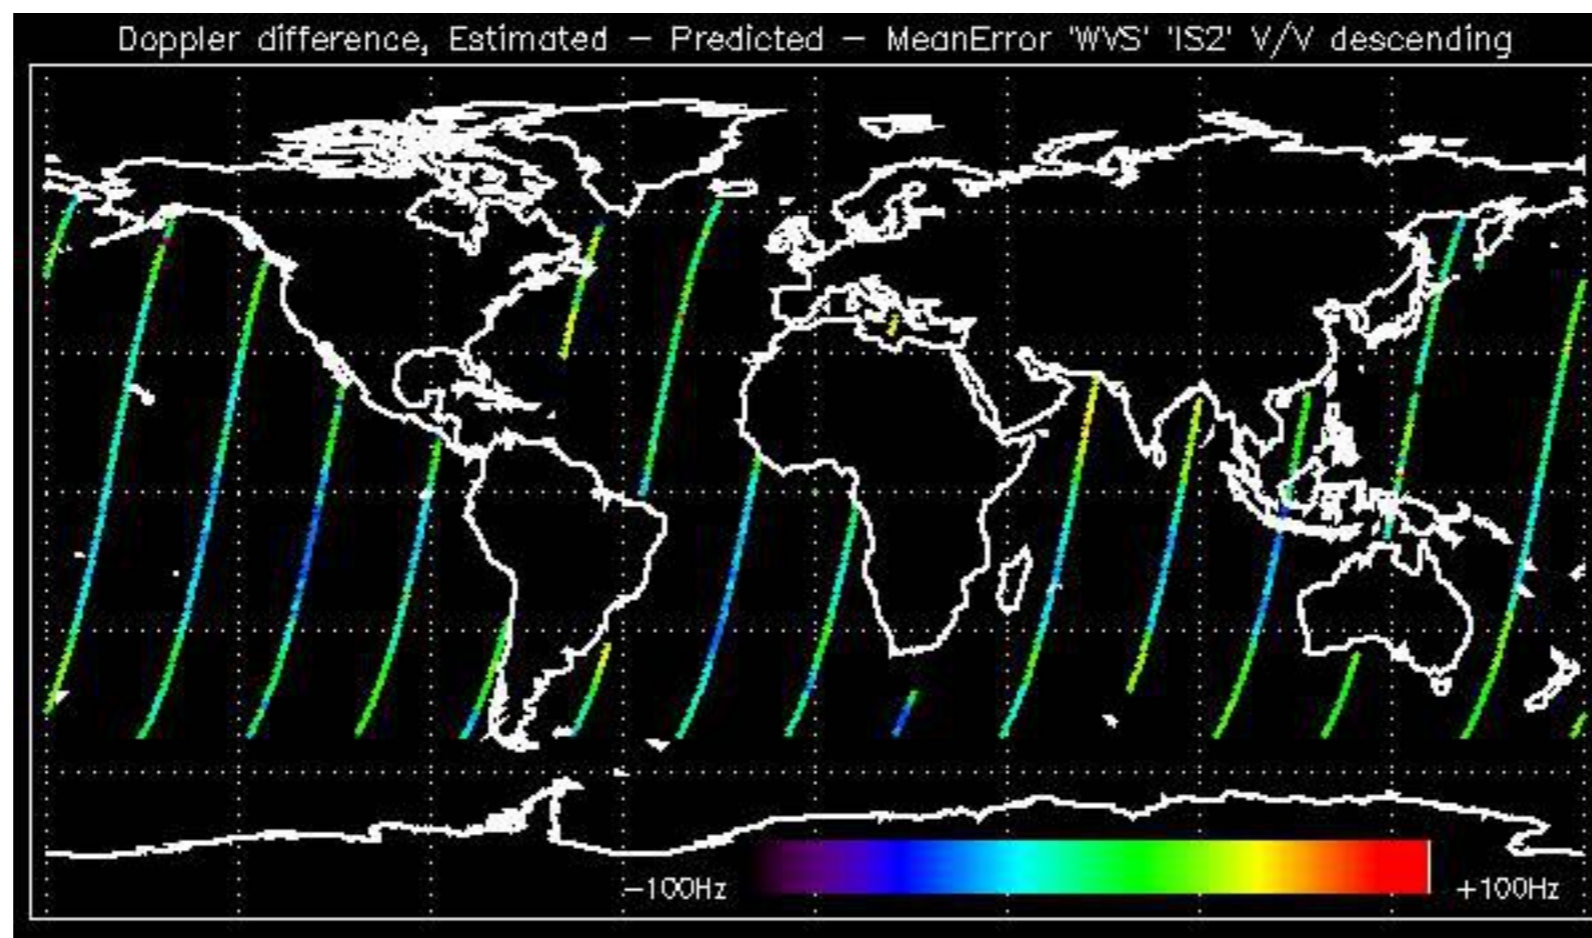 Doppler difference, Estimated – Predicted – MeanError 'WVS' 'IS2' V/V descending
–100Hz +100Hz